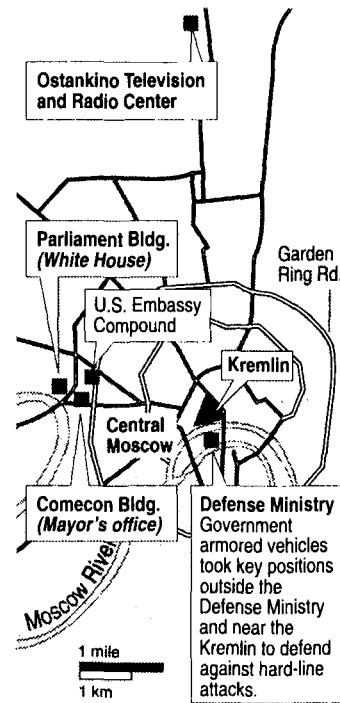 Ostankino Television
and Radio Center
Parliament Bldg.
(White House)
Garden
Ring Rd.
U.S. Embassy
Compound
Kremlin
Central
Moscow
Comecon Bldg.
(Mayor's office)
Defense Ministry
Government
armored vehicles
took key positions
outside the
Defense Ministry
and near the
Kremlin to defend
against hard-line
attacks.
Moscow River
1 mile
1 km